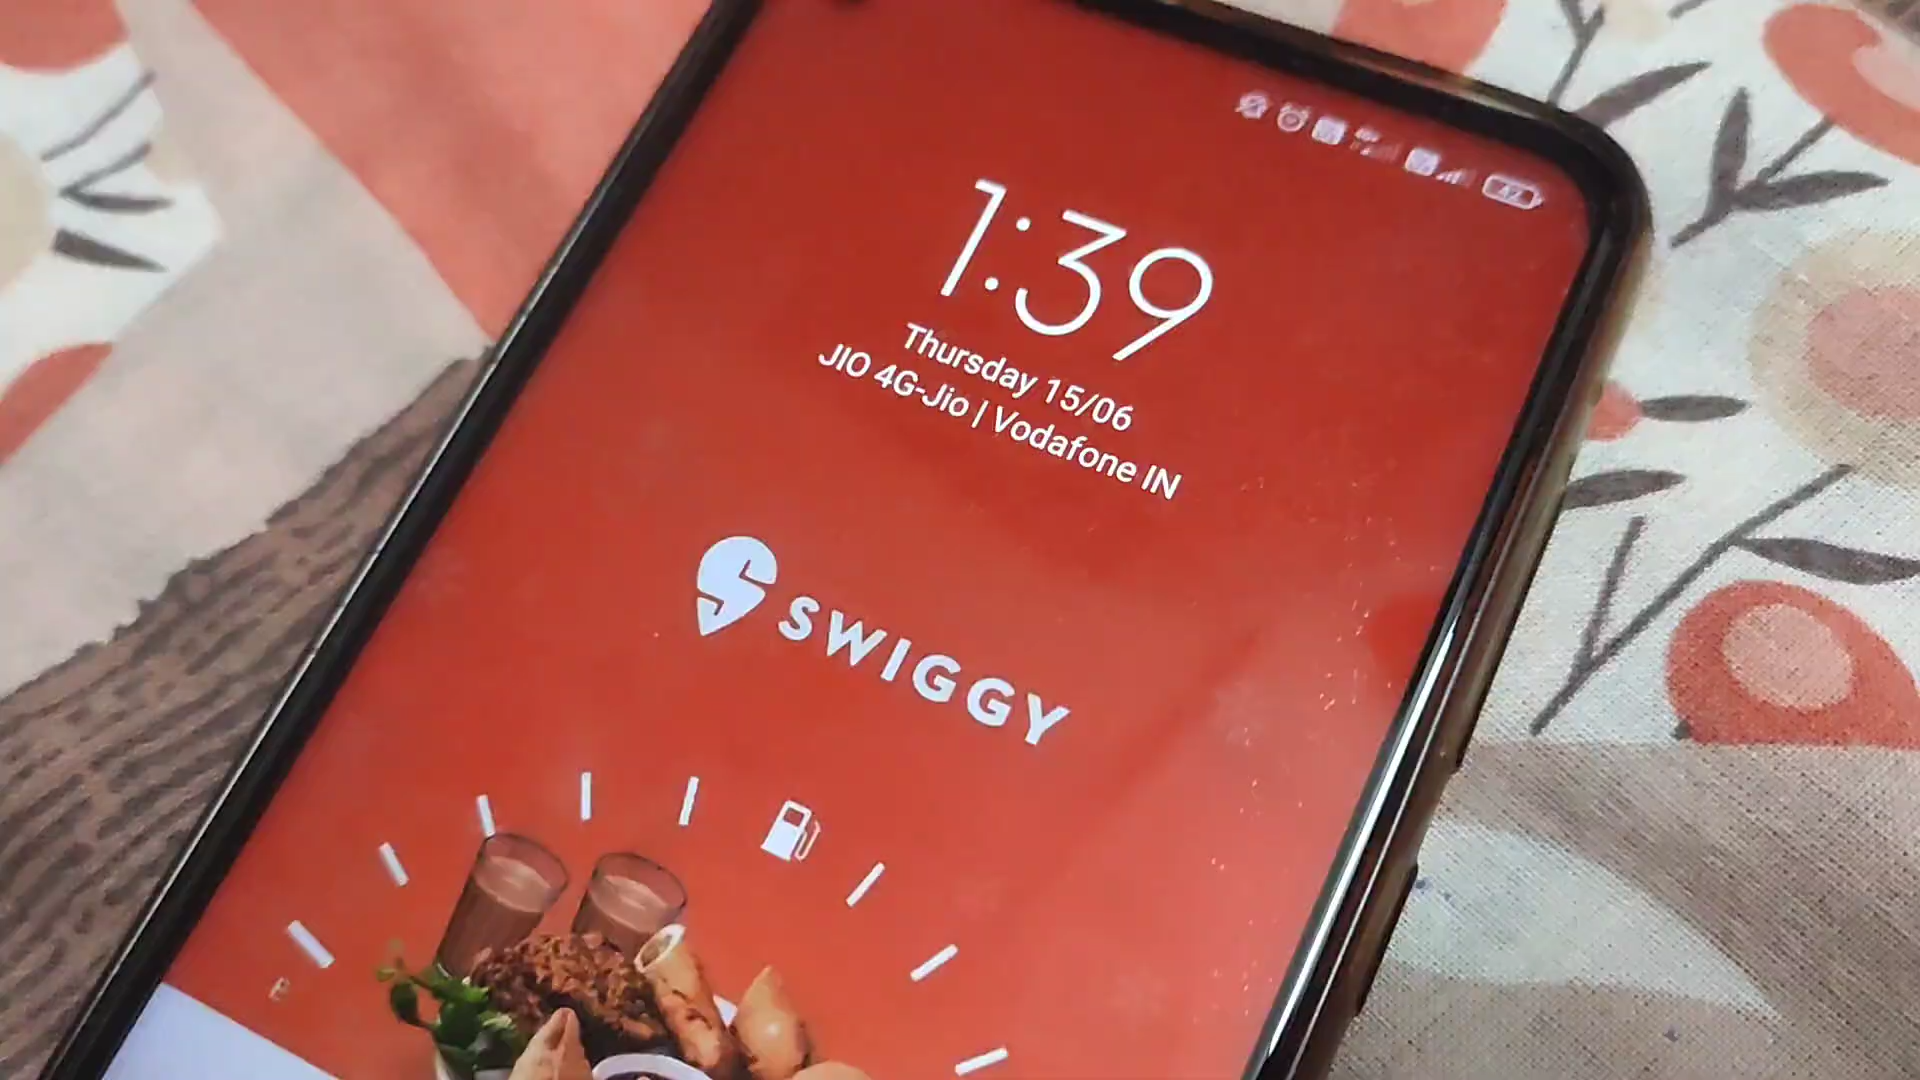 1:39
Thursday 15/06
JIO 4G-Jio | Vodafone IN
SWIGGY
E